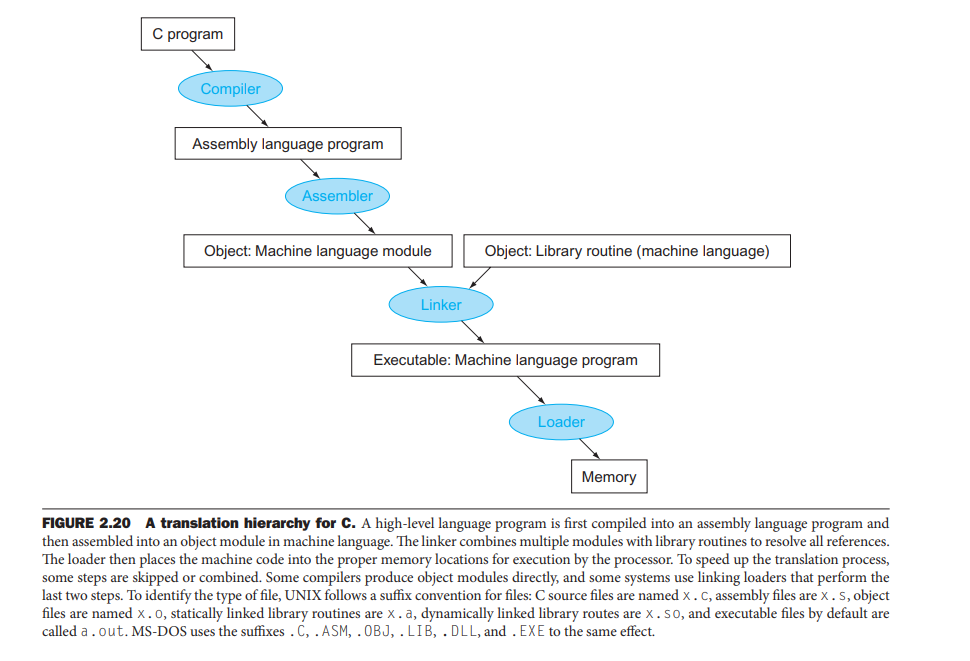 C program
Compiler
Assembly language program
Assembler
Object: Machine language module
Object: Library routine (machine language)
Linker
Executable: Machine language program
Loader
Memory
FIGURE 2.20 A translation hierarchy for C. A high-level language program is first compiled into an assembly language program and
then assembled into an object module in machine language. The linker combines multiple modules with library routines to resolve all references.
The loader then places the machine code into the proper memory locations for execution by the processor. To speed up the translation process,
some steps are skipped or combined. Some compilers produce object modules directly, and some systems use linking loaders that perform the
last two steps. To identify the type of file, UNIX follows a suffix convention for files: C source files are named x.c, assembly files are x.s, object
files are named x.o, statically linked library routines are x.a, dynamically linked library routes are x.so, and executable files by default are
called a.out. MS-DOS uses the suffixes .C, .ASM, .OBJ, .LIB, .DLL, and .EXE to the same effect.